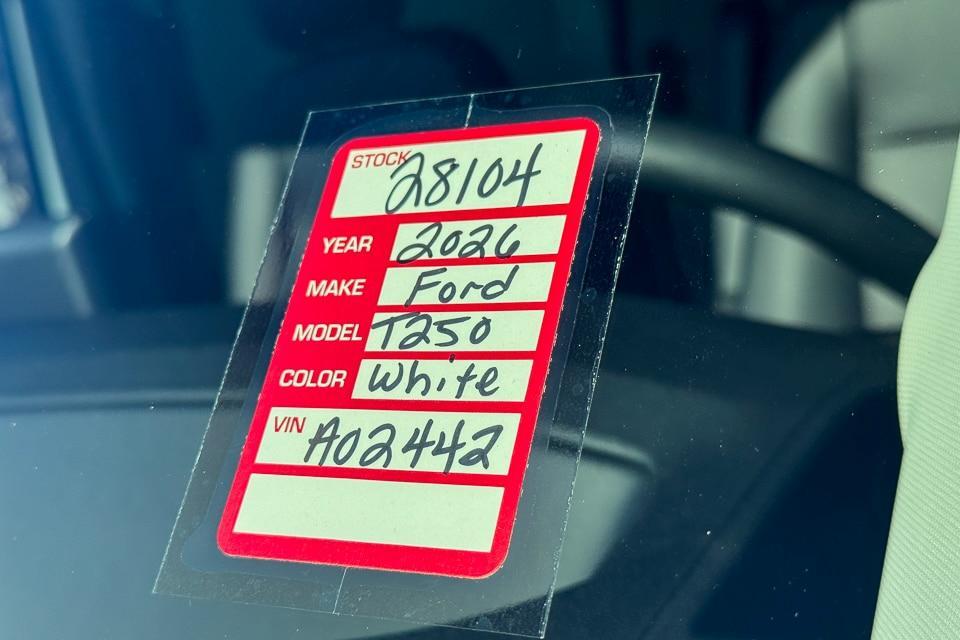 STOCK 28104
YEAR 2026
MAKE Ford
MODEL T250
COLOR White
VIN A02442